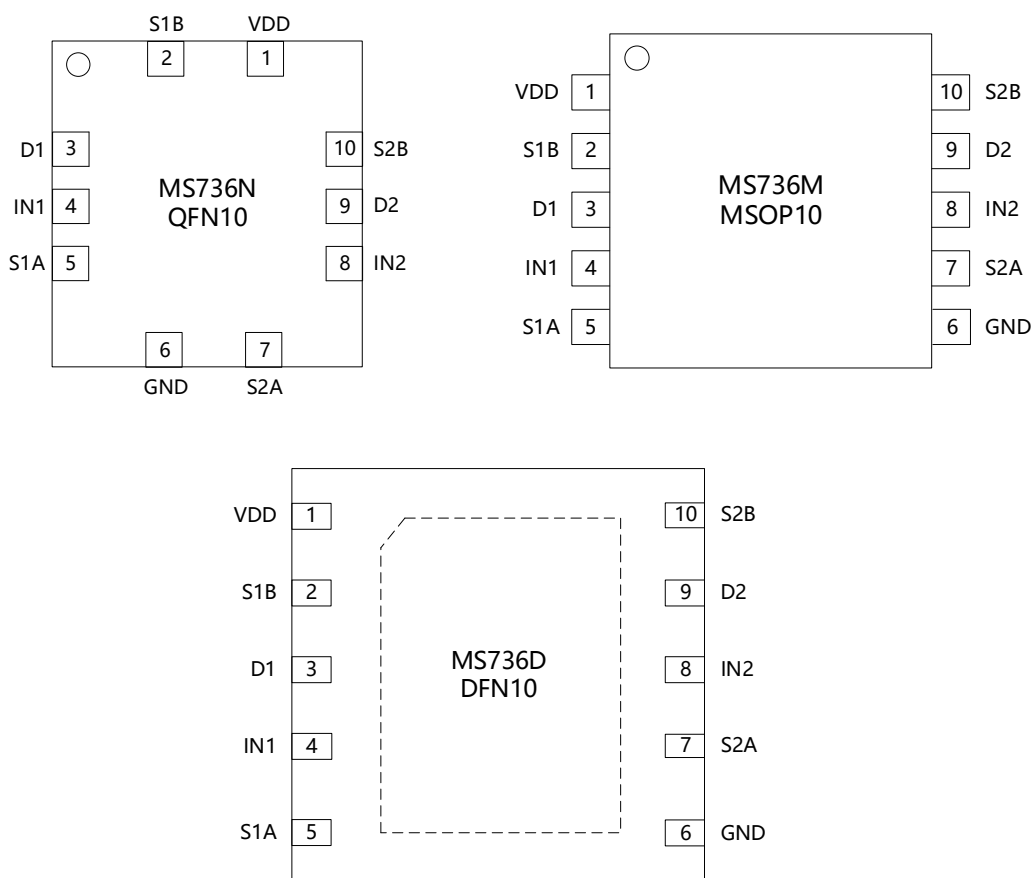 S1B VDD
2 1
D1 3 10 S2B
IN1 4 9 D2
S1A 5 8 IN2
MS736N
QFN10
6 7
GND S2A
VDD 1 10 S2B
S1B 2 9 D2
D1 3 8 IN2
IN1 4 7 S2A
S1A 5 6 GND
MS736M
MSOP10
VDD 1 10 S2B
S1B 2 9 D2
D1 3 8 IN2
IN1 4 7 S2A
S1A 5 6 GND
MS736D
DFN10